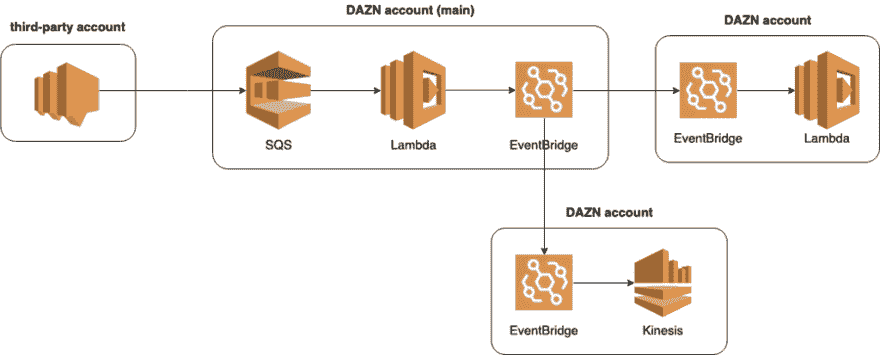 third-party account
DAZN account (main)
SQS
Lambda
EventBridge
DAZN account
EventBridge
Lambda
DAZN account
EventBridge
Kinesis